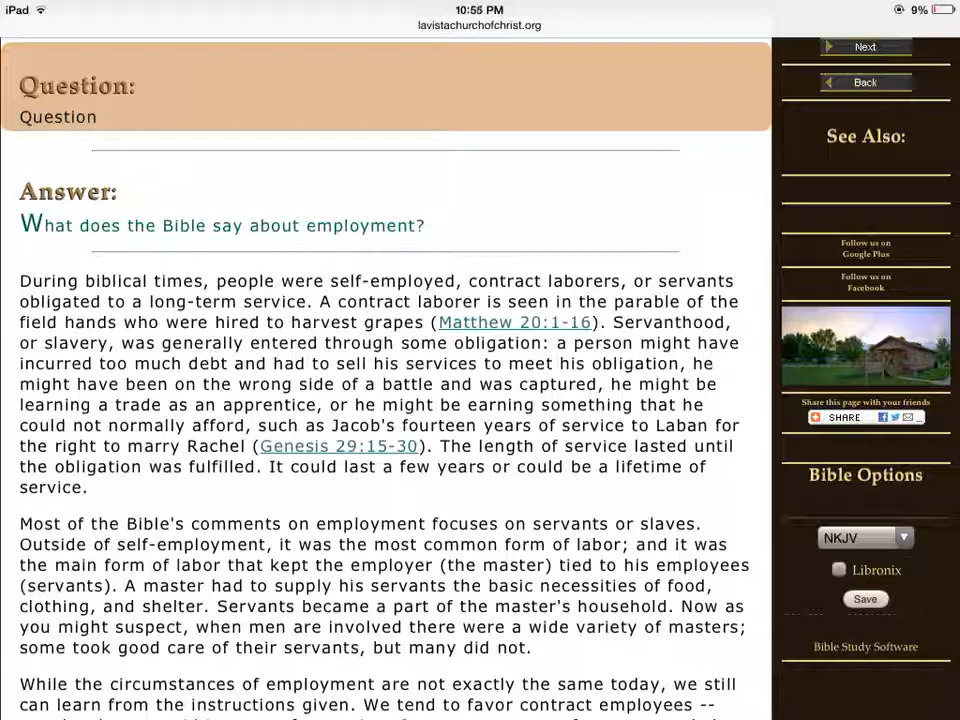 iPad
10:55 PM
9%
lavistachurchofchrist.org
Question:
Question
Answer:
What does the Bible say about employment?
During biblical times, people were self-employed, contract laborers, or servants
obligated to a long-term service. A contract laborer is seen in the parable of the
field hands who were hired to harvest grapes (Matthew 20:1-16). Servanthood,
or slavery, was generally entered through some obligation: a person might have
incurred too much debt and had to sell his services to meet his obligation, he
might have been on the wrong side of a battle and was captured, he might be
learning a trade as an apprentice, or he might be earning something that he
could not normally afford, such as Jacob's fourteen years of service to Laban for
the right to marry Rachel (Genesis 29:15-30). The length of service lasted until
the obligation was fulfilled. It could last a few years or could be a lifetime of
service.
Most of the Bible's comments on employment focuses on servants or slaves.
Outside of self-employment, it was the most common form of labor; and it was
the main form of labor that kept the employer (the master) tied to his employees
(servants). A master had to supply his servants the basic necessities of food,
clothing, and shelter. Servants became a part of the master's household. Now as
you might suspect, when men are involved there were a wide variety of masters;
some took good care of their servants, but many did not.
While the circumstances of employment are not exactly the same today, we still
can learn from the instructions given. We tend to favor contract employees --
Next
Back
See Also:
Follow us on
Google Plus
Follow us on
Facebook
Share this page with your friends
SHARE
Bible Options
NKJV
Libronix
Save
Bible Study Software